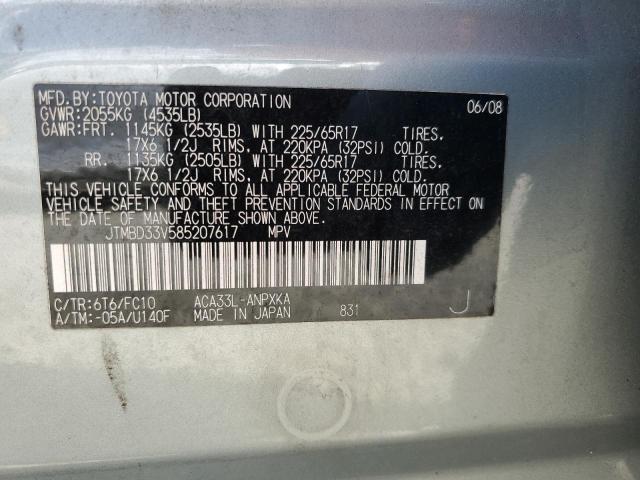 MFD.BY:TOYOTA MOTOR CORPORATION 06/08
GVWR:2055KG (4535LB)
GAWR:FRT. 1145KG (2535LB) WITH 225/65R17 TIRES,
17X6 1/2J RIMS, AT 220KPA (32PSI) COLD.
RR. 1135KG (2505LB) WITH 225/65R17 TIRES,
17X6 1/2J RIMS, AT 220KPA (32PSI) COLD.
THIS VEHICLE CONFORMS TO ALL APPLICABLE FEDERAL MOTOR
VEHICLE SAFETY AND THEFT PREVENTION STANDARDS IN EFFECT ON
THE DATE OF MANUFACTURE SHOWN ABOVE.
JTMBD33V585207617 MPV
C/TR:6T6/FC10 ACA33L-ANPXKA
A/TM:-05A/U140F MADE IN JAPAN 831 J